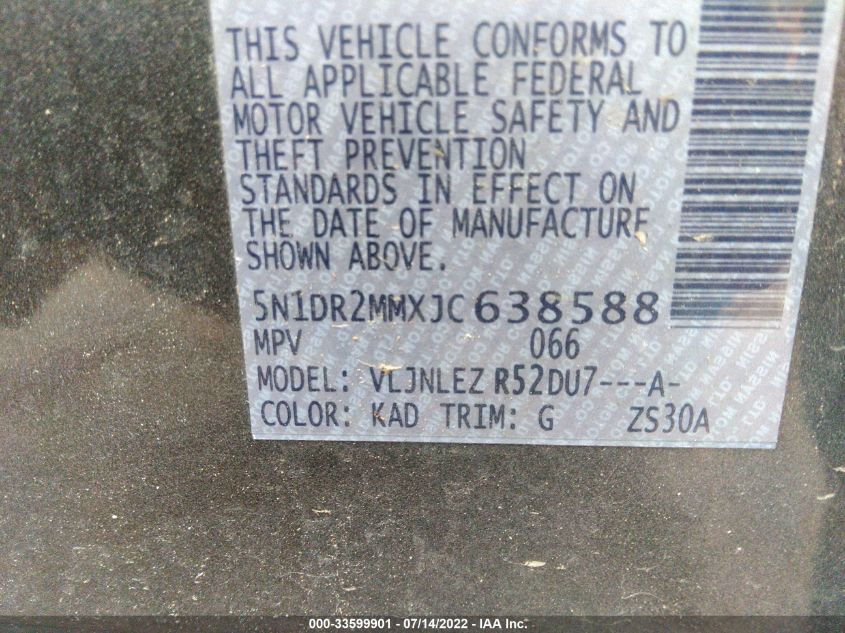 THIS VEHICLE CONFORMS TO
ALL APPLICABLE FEDERAL
MOTOR VEHICLE SAFETY AND
THEFT PREVENTION
STANDARDS IN EFFECT ON
THE DATE OF MANUFACTURE
SHOWN ABOVE.
5N1DR2MMXJC638588
MPV 066
MODEL: VLJNLEZ R52DU7---A-
COLOR: KAD TRIM: G ZS30A
000-33599901 - 07/14/2022 - IAA Inc.